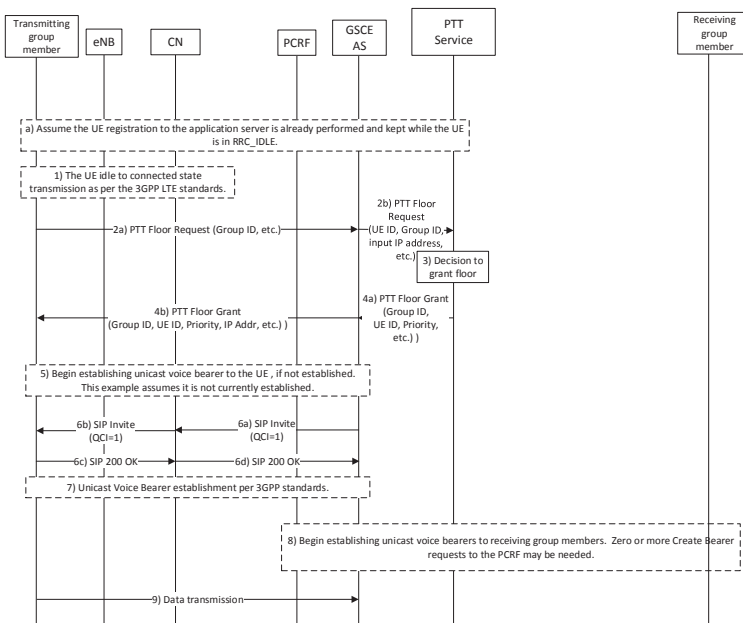 Transmitting
group
member
eNB
CN
PCRF
GSCE
AS
PTT
Service
Receiving
group
member
a) Assume the UE registration to the application server is already performed and kept while the UE
is in RRC_IDLE.
1) The UE idle to connected state
transmission as per the 3GPP LTE standards.
2a) PTT Floor Request (Group ID, etc.)
2b) PTT Floor
Request
(UE ID, Group ID,
input IP address,
etc.)
3) Decision to
grant floor
4a) PTT Floor Grant
(Group ID,
UE ID, Priority,
etc.) )
4b) PTT Floor Grant
(Group ID, UE ID, Priority, IP Addr, etc.) )
5) Begin establishing unicast voice bearer to the UE , if not established.
This example assumes it is not currently established.
6b) SIP Invite
(QCI=1)
6a) SIP Invite
(QCI=1)
6c) SIP 200 OK
6d) SIP 200 OK
7) Unicast Voice Bearer establishment per 3GPP standards.
8) Begin establishing unicast voice bearers to receiving group members. Zero or more Create Bearer
requests to the PCRF may be needed.
9) Data transmission